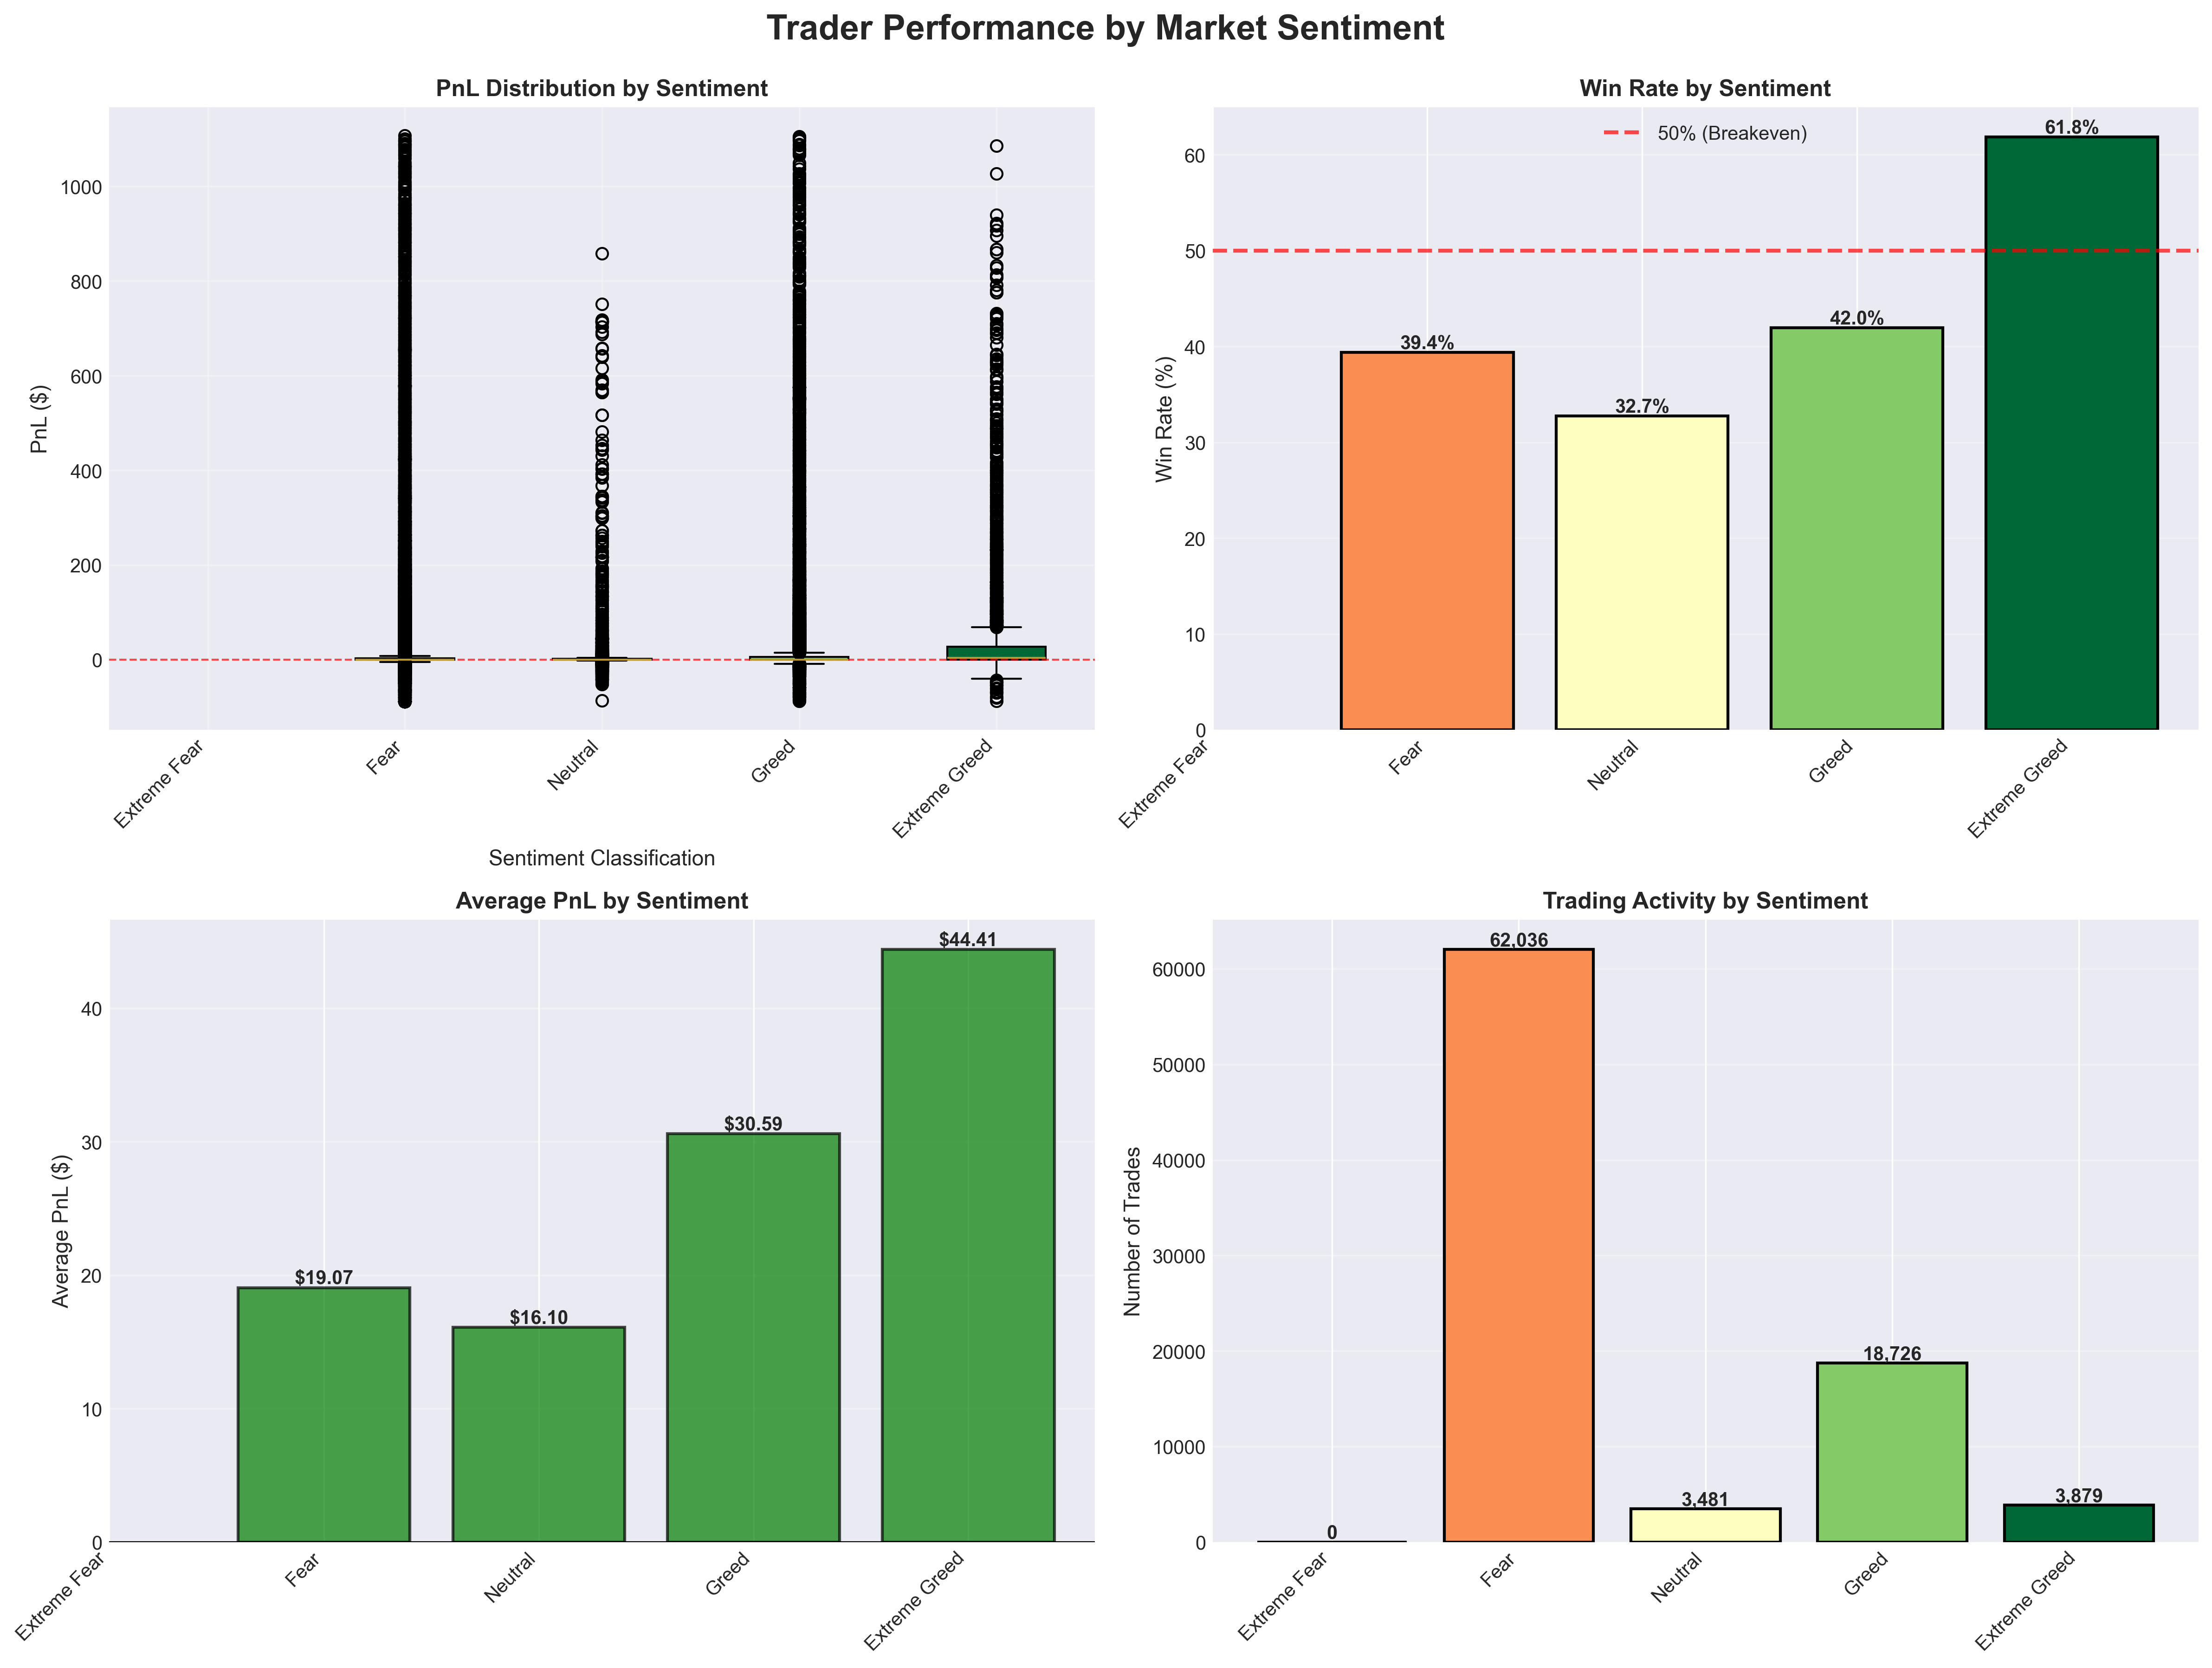 Trader Performance by Market Sentiment
PnL Distribution by Sentiment
PnL ($)
1000
800
600
400
200
0
Extreme Fear
Fear
Neutral
Greed
Extreme Greed
Sentiment Classification
Win Rate by Sentiment
50% (Breakeven)
Win Rate (%)
60
50
40
30
20
10
0
39.4%
32.7%
42.0%
61.8%
Extreme Fear
Fear
Neutral
Greed
Extreme Greed
Average PnL by Sentiment
Average PnL ($)
40
30
20
10
0
$19.07
$16.10
$30.59
$44.41
Extreme Fear
Fear
Neutral
Greed
Extreme Greed
Trading Activity by Sentiment
Number of Trades
60000
50000
40000
30000
20000
10000
0
0
62,036
3,481
18,726
3,879
Extreme Fear
Fear
Neutral
Greed
Extreme Greed